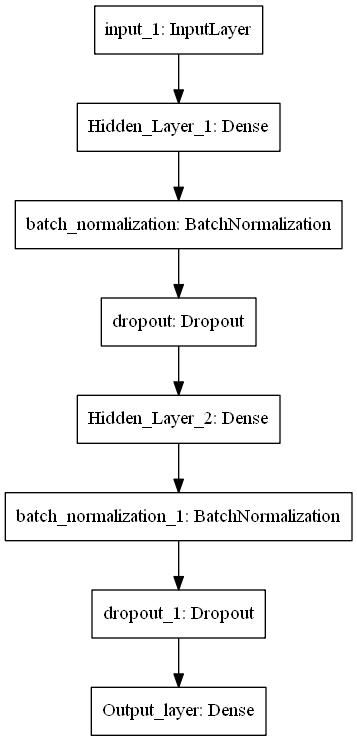 input_1: InputLayer
Hidden_Layer_1: Dense
batch_normalization: BatchNormalization
dropout: Dropout
Hidden_Layer_2: Dense
batch_normalization_1: BatchNormalization
dropout_1: Dropout
Output_layer: Dense